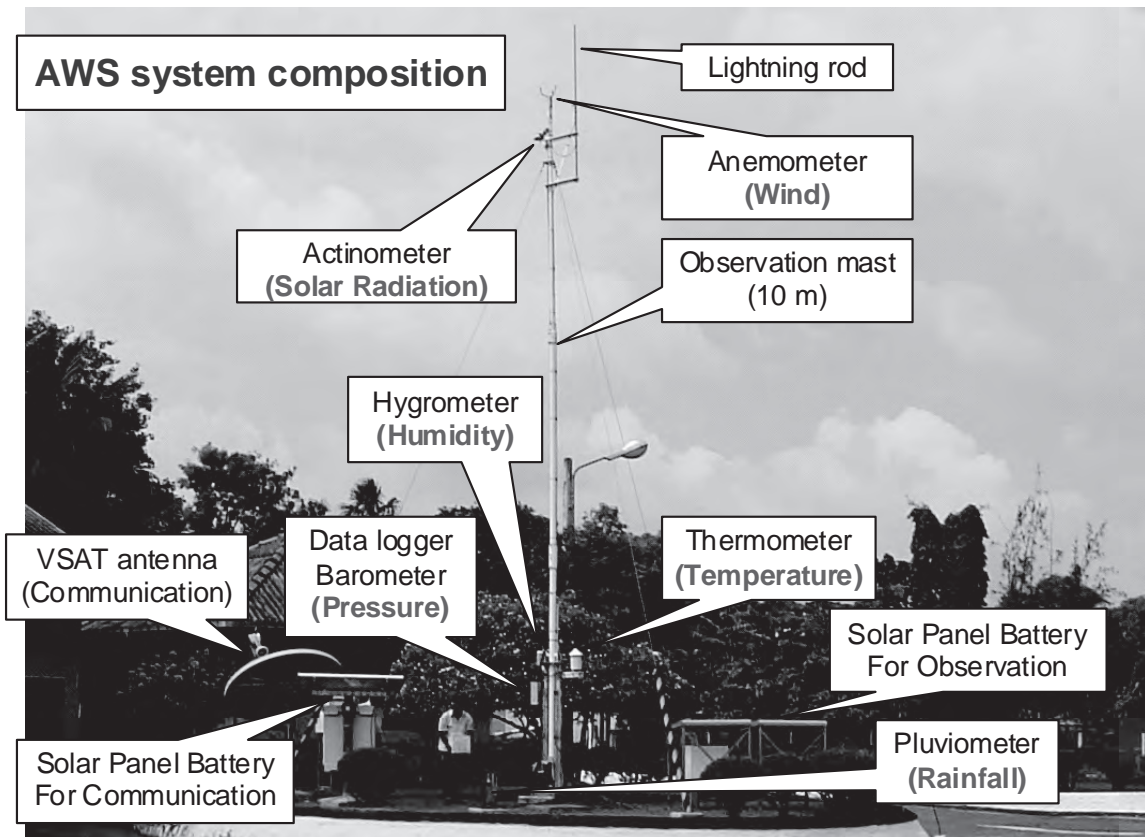 AWS system composition
Lightning rod
Anemometer
(Wind)
Actinometer
(Solar Radiation)
Observation mast
(10 m)
Hygrometer
(Humidity)
VSAT antenna
(Communication)
Data logger
Barometer
(Pressure)
Thermometer
(Temperature)
Solar Panel Battery
For Observation
Solar Panel Battery
For Communication
Pluviometer
(Rainfall)